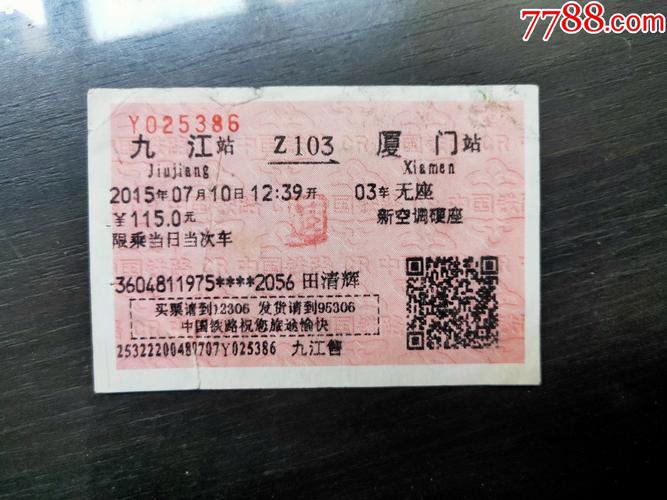 7788.com
Y025386
九江站 Z103 厦门站
Jiujiang Xiamen
2015年07月10日12:39开 03车无座
¥115.0元 新空调硬座
限乘当日当次车
3604811975****2056 田清辉
买票请到12306 发货请到95306
中国铁路祝您旅途愉快
25322200487707Y025386 九江售